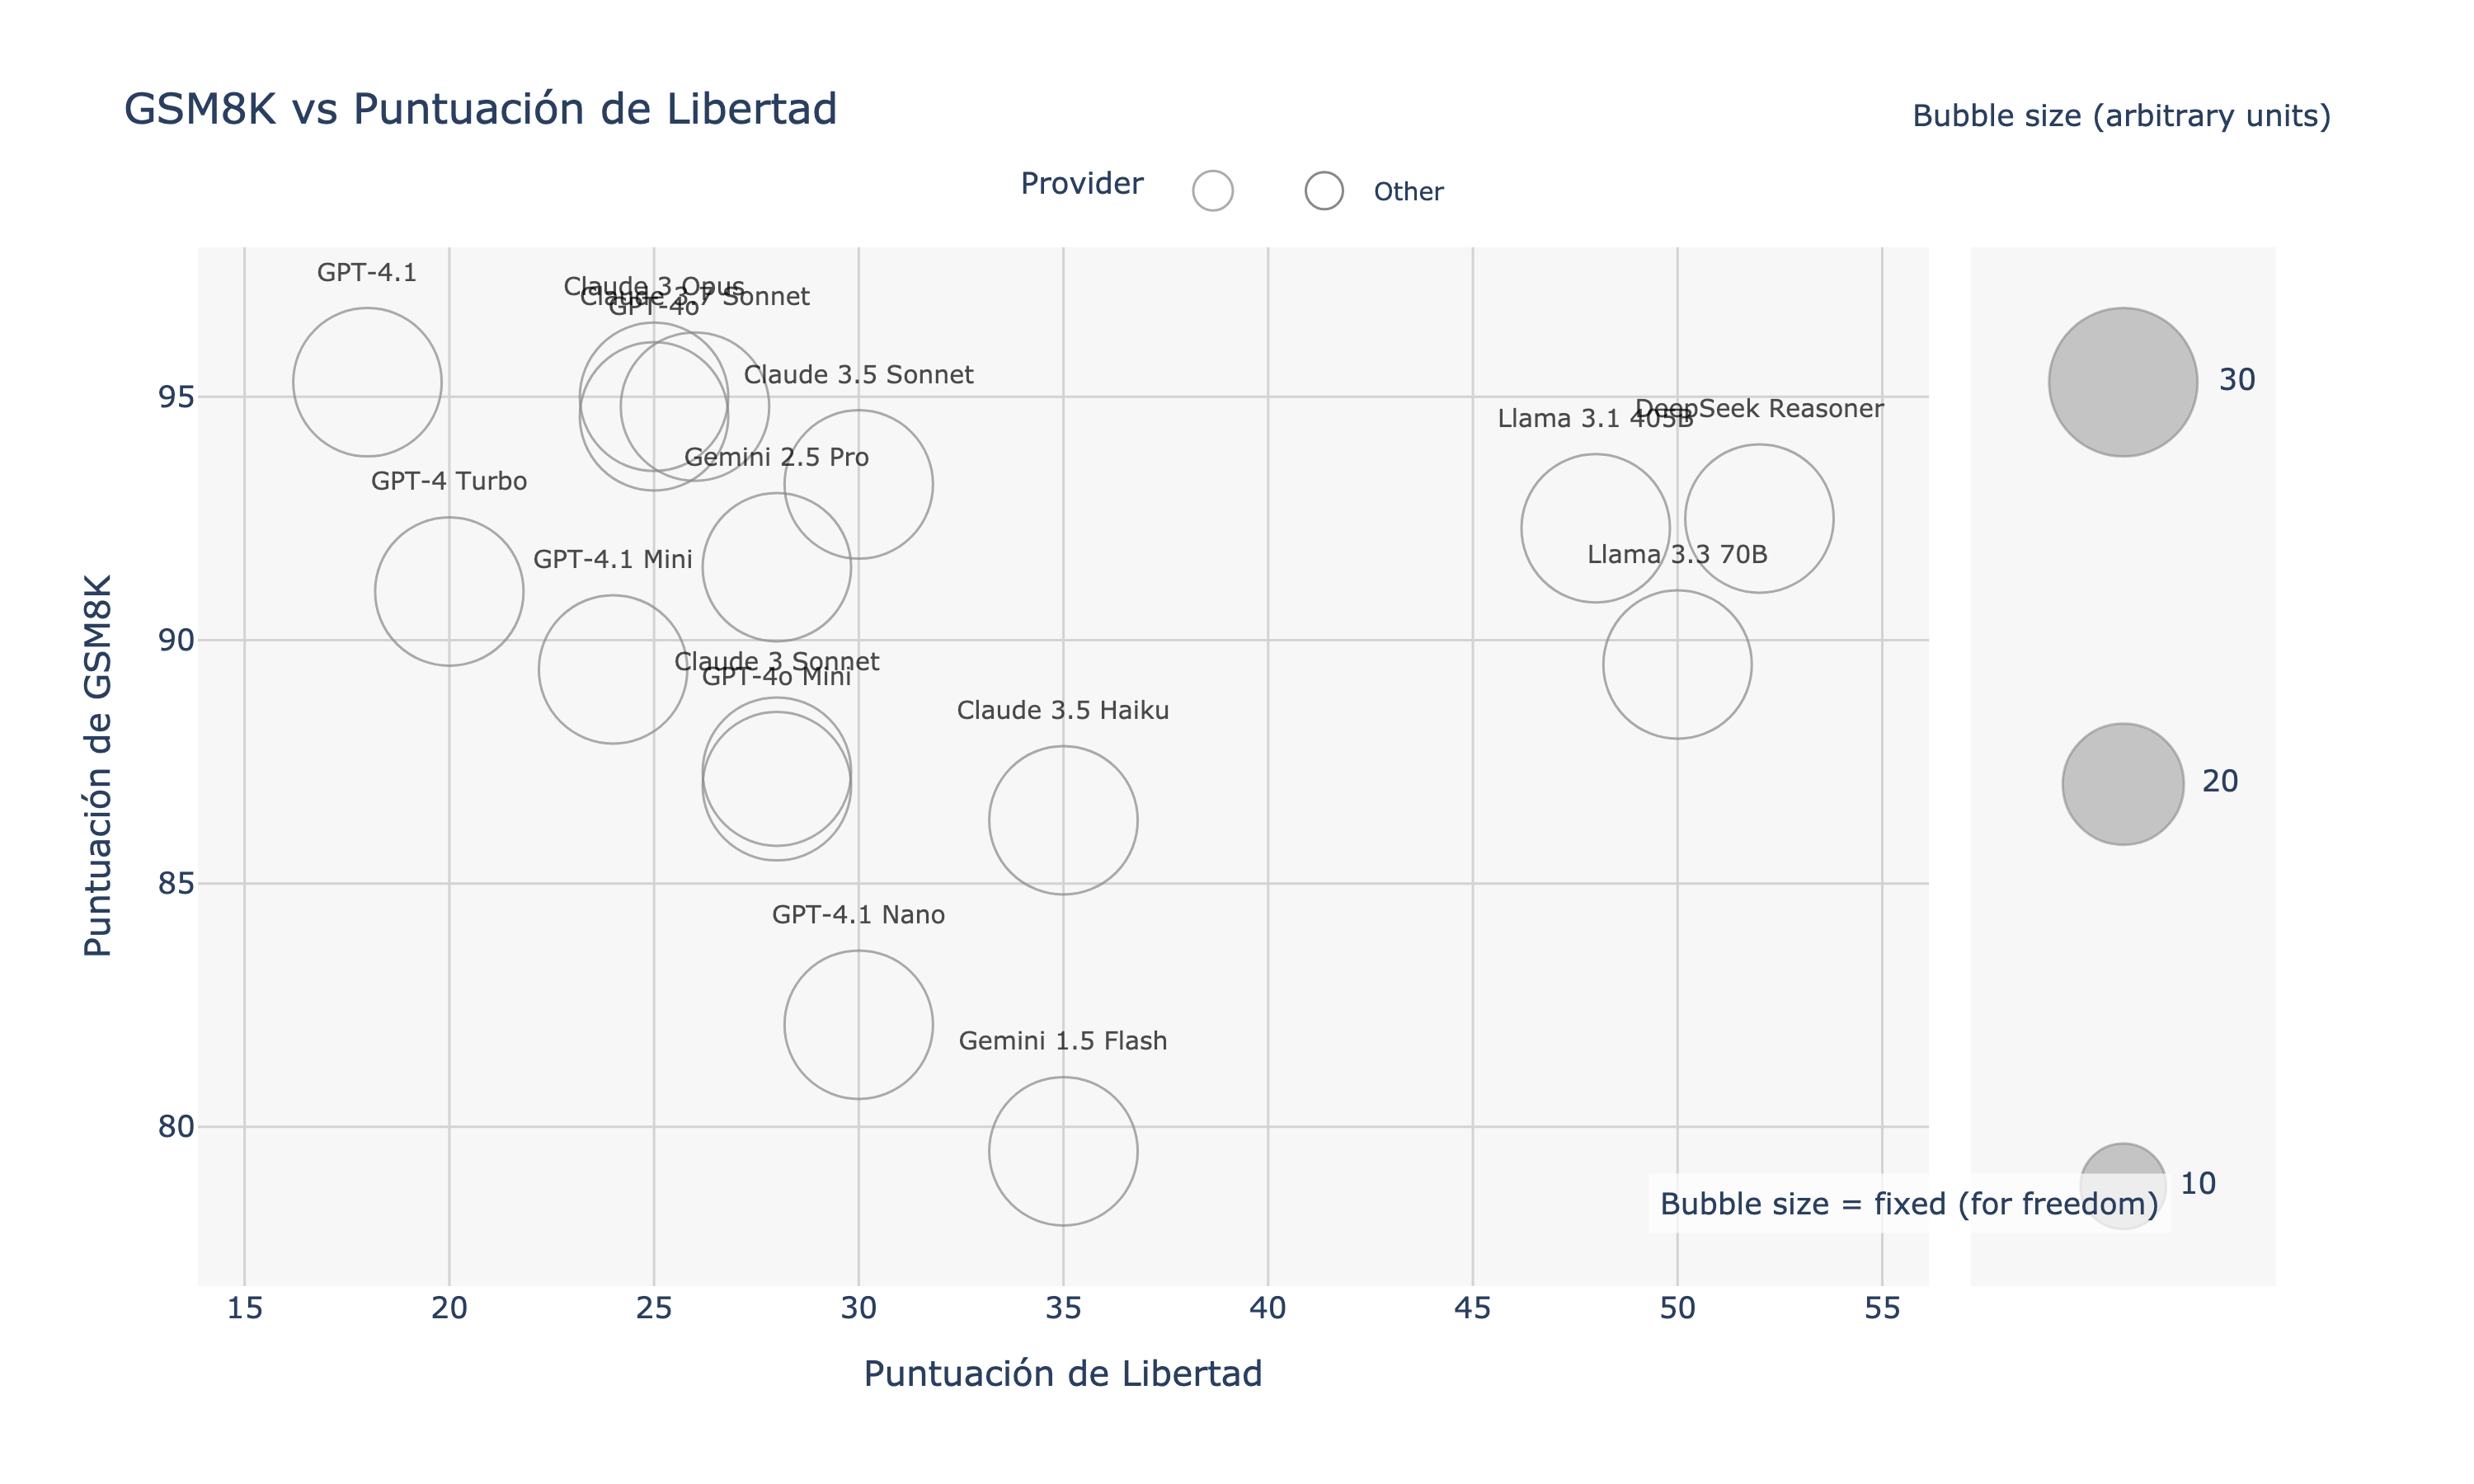 GSM8K vs Puntuación de Libertad
Bubble size (arbitrary units)
Provider
Other
GPT-4.1
Claude 3 Opus
Claude 3.7 Sonnet
GPT-4o
Claude 3.5 Sonnet
DeepSeek Reasoner
Llama 3.1 405B
Gemini 2.5 Pro
GPT-4 Turbo
GPT-4.1 Mini
Llama 3.3 70B
Claude 3 Sonnet
GPT-4o Mini
Claude 3.5 Haiku
GPT-4.1 Nano
Gemini 1.5 Flash
30
20
10
Bubble size = fixed (for freedom)
95
90
85
80
Puntuación de GSM8K
15 20 25 30 35 40 45 50 55
Puntuación de Libertad